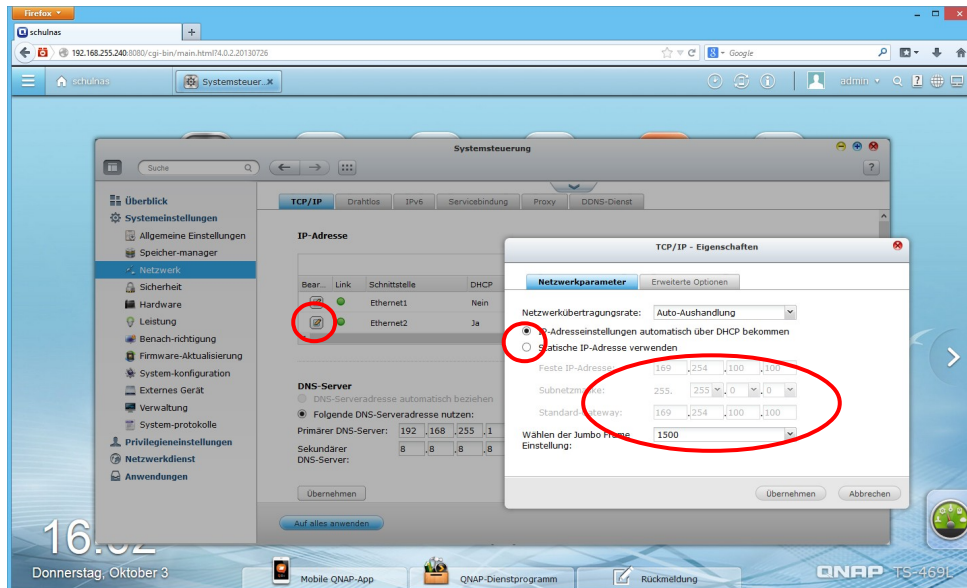 Firefox
schulnas
192.168.255.240:8080/cgi-bin/main.html?4.0.2.20130726
Google
schulnas
Systemsteuer..
admin
Systemsteuerung
Suche
Überblick
Systemeinstellungen
Allgemeine Einstellungen
Speicher-manager
Netzwerk
Sicherheit
Hardware
Leistung
Benach-richtigung
Firmware-Aktualisierung
System-konfiguration
Externes Gerät
Verwaltung
System-protokolle
Privilegieneinstellungen
Netzwerkdienst
Anwendungen
TCP/IP Drahtlos IPv6 Servicebindung Proxy DDNS-Dienst
IP-Adresse
Bear... Link Schnittstelle DHCP
Ethernet1 Nein
Ethernet2 Ja
DNS-Server
DNS-Serveradresse automatisch beziehen
Folgende DNS-Serveradresse nutzen:
Primärer DNS-Server: 192 .168 .255 .1
Sekundärer DNS-Server: 8 .8 .8 .8
Übernehmen
Auf alles anwenden
TCP/IP - Eigenschaften
Netzwerkparameter Erweiterte Optionen
Netzwerkübertragungsrate: Auto-Aushandlung
IP-Adresseinstellungen automatisch über DHCP bekommen
Statische IP-Adresse verwenden
Feste IP-Adresse: 169 .254 .100 .100
Subnetzmaske: 255. 255 . 0 . 0
Standard-Gateway: 169 .254 .100 .100
Wählen der Jumbo Frame Einstellung: 1500
Übernehmen Abbrechen
Donnerstag, Oktober 3
Mobile QNAP-App
QNAP-Dienstprogramm
Rückmeldung
QNAP TS-469L